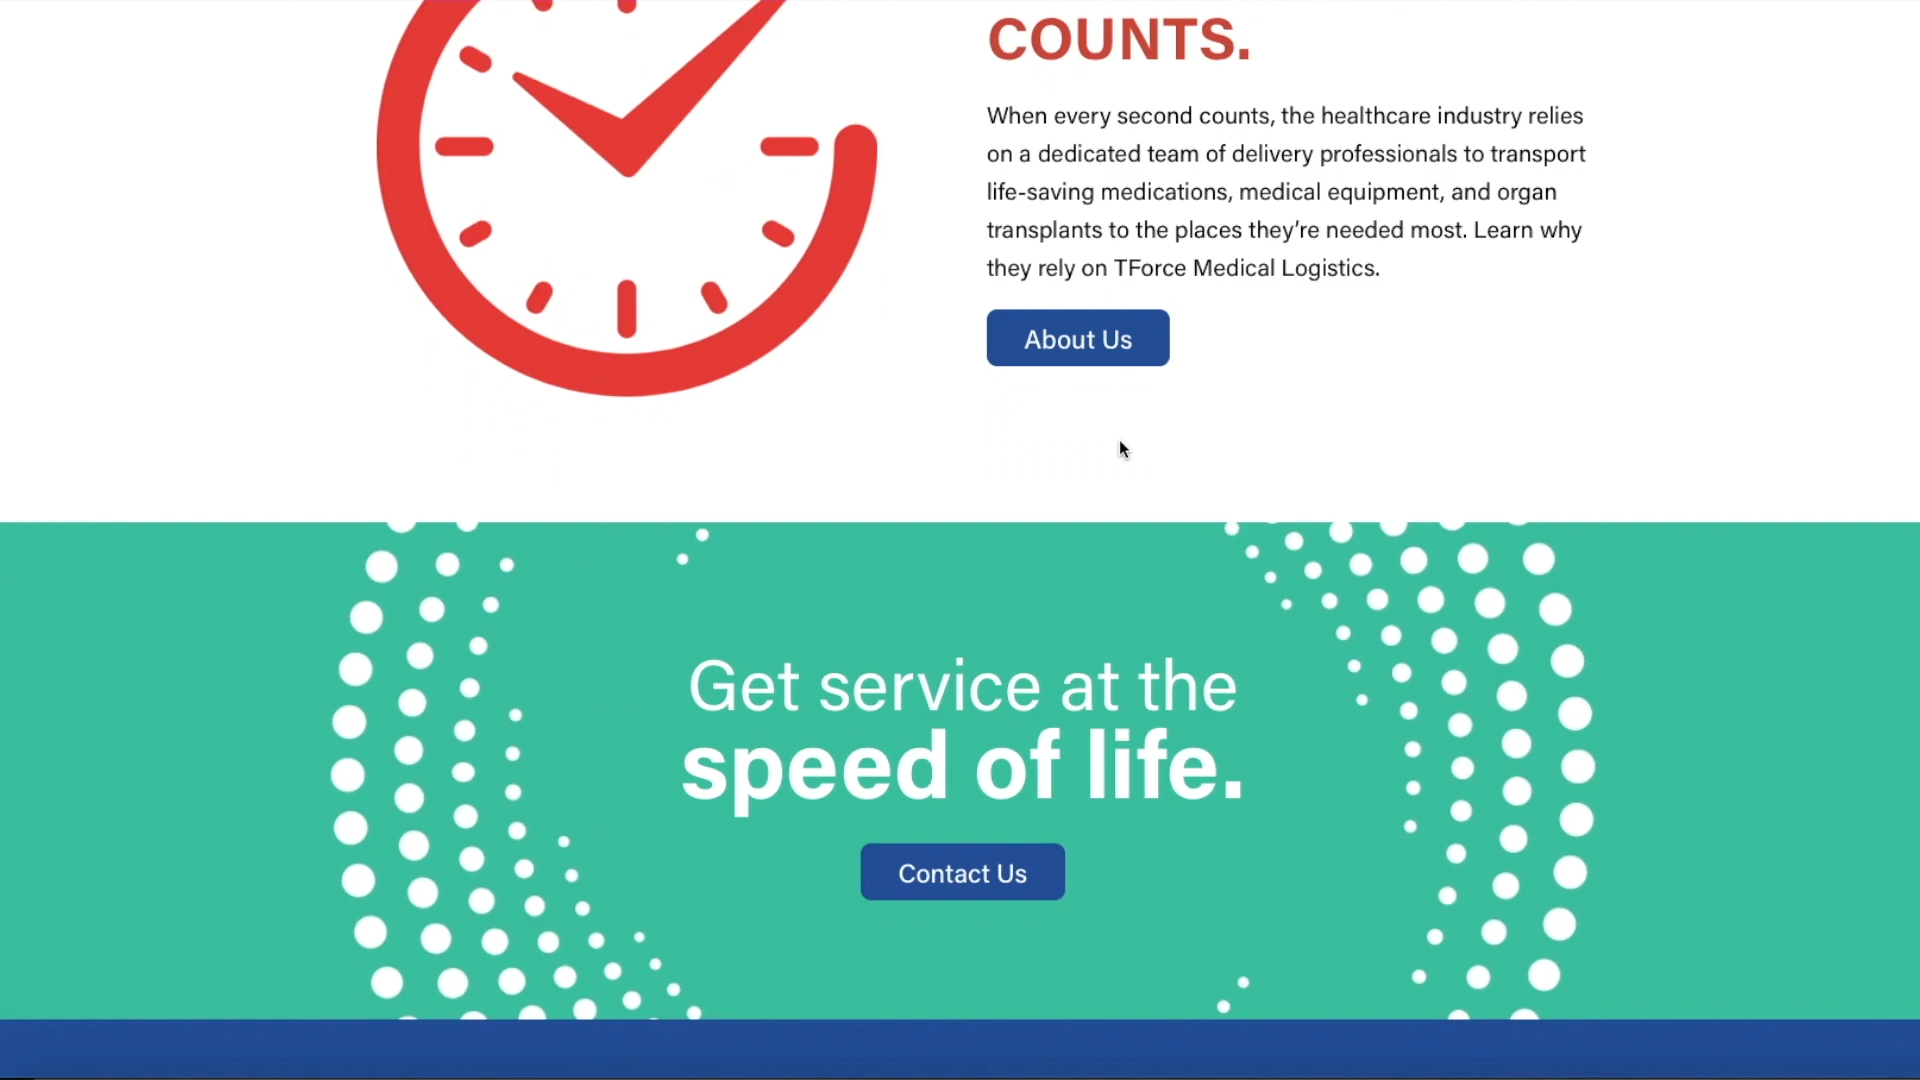 COUNTS.
When every second counts, the healthcare industry relies
on a dedicated team of delivery professionals to transport
life-saving medications, medical equipment, and organ
transplants to the places they’re needed most. Learn why
they rely on TForce Medical Logistics.
About Us
Get service at the
speed of life.
Contact Us